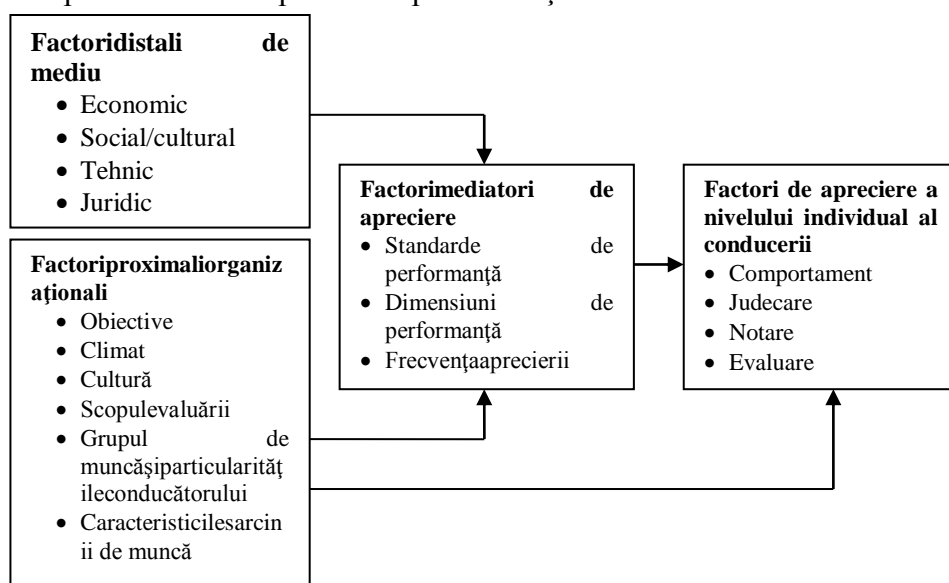 Factoridistali de
mediu
• Economic
• Social/cultural
• Tehnic
• Juridic
Factoriproximaliorganiz
aţionali
• Obiective
• Climat
• Cultură
• Scopulevaluării
• Grupul de
muncăşiparticularităţ
ileconducătorului
• Caracteristicilesarcin
ii de muncă
Factorimediatori de
apreciere
• Standarde de
performanţă
• Dimensiuni de
performanţă
• Frecvenţaaprecierii
Factori de apreciere a
nivelului individual al
conducerii
• Comportament
• Judecare
• Notare
• Evaluare